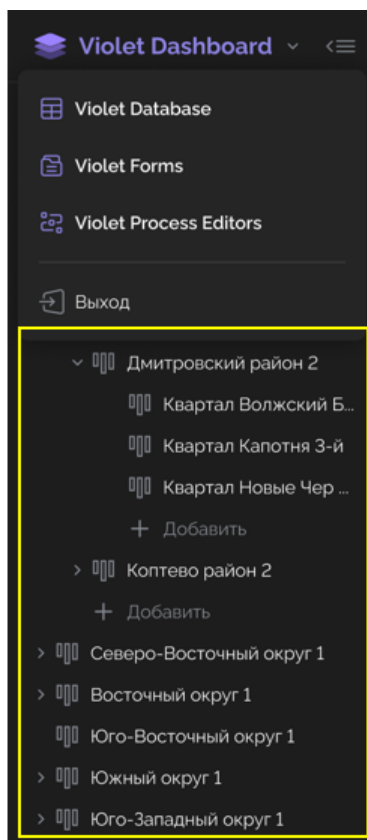 Violet Dashboard
Violet Database
Violet Forms
Violet Process Editors
Выход
Дмитровский район 2
Квартал Волжский Б...
Квартал Капотня 3-й
Квартал Новые Чер ...
+ Добавить
Коптево район 2
+ Добавить
Северо-Восточный округ 1
Восточный округ 1
Юго-Восточный округ 1
Южный округ 1
Юго-Западный округ 1